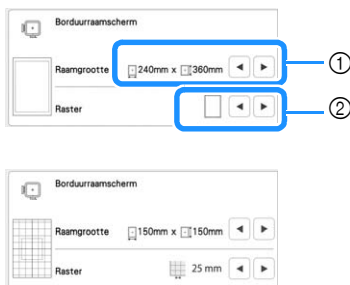 Borduurraamscherm
Raamgrootte 240mm x 360mm ①
Raster ②
Borduurraamscherm
Raamgrootte 150mm x 150mm
Raster 25 mm